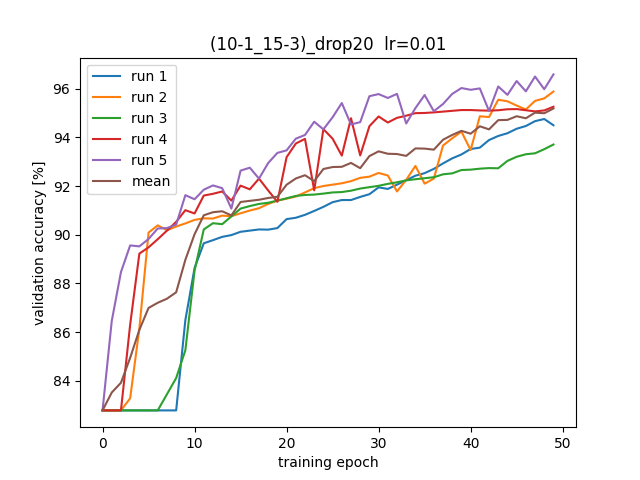 (10-1_15-3)_drop20  lr=0.01
run 1
run 2
run 3
run 4
run 5
mean
validation accuracy [%]
96
94
92
90
88
86
84
0 10 20 30 40 50
training epoch